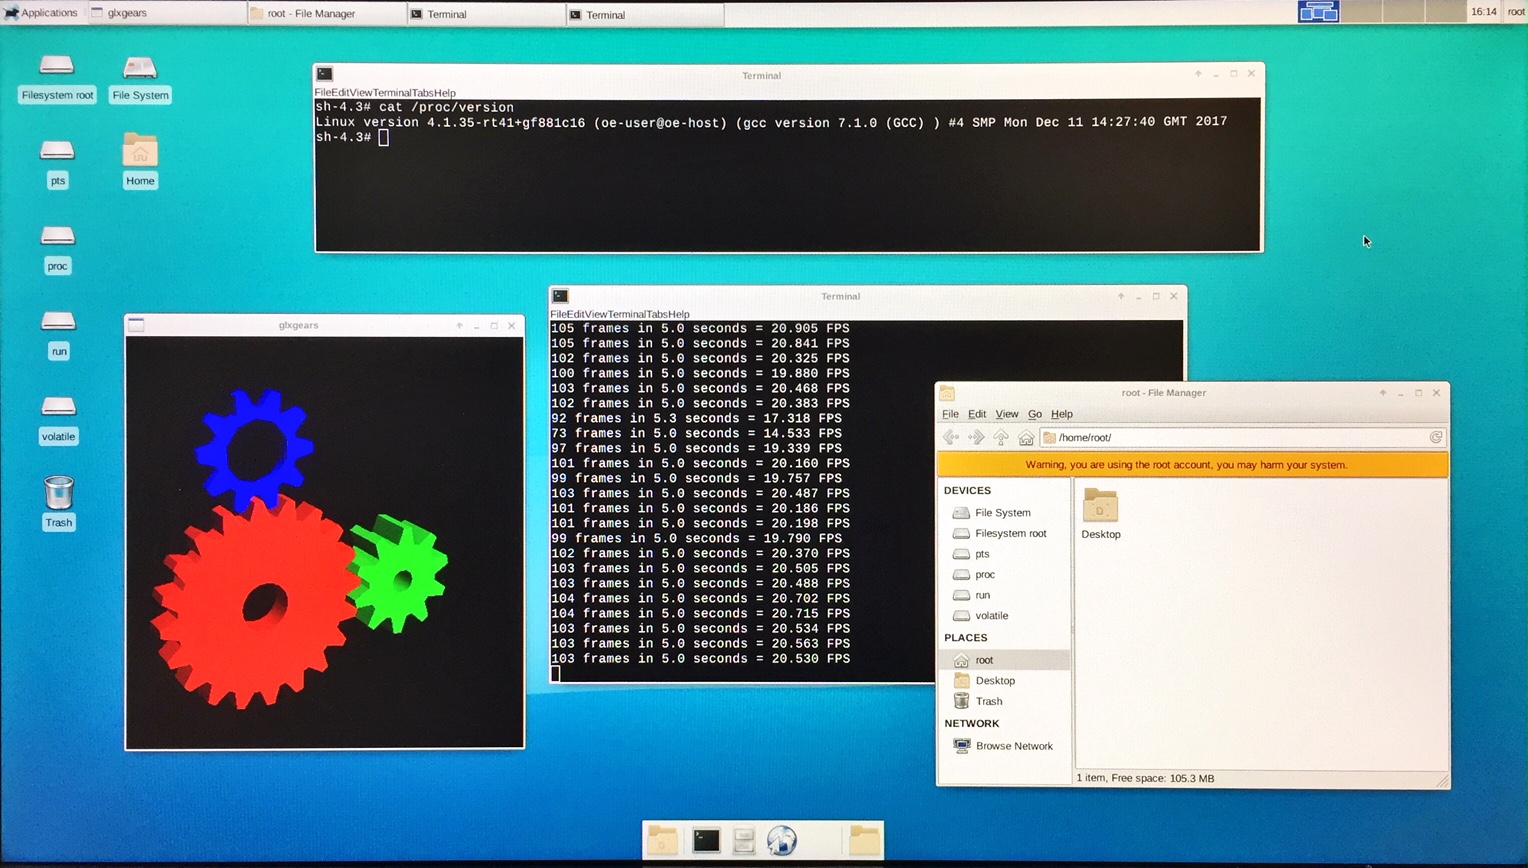 Applications glxgears root - File Manager Terminal Terminal 16:14 root
Filesystem root
File System
pts
Home
proc
run
volatile
Trash
Terminal
FileEditViewTerminalTabsHelp
sh-4.3# cat /proc/version
Linux version 4.1.35-rt41+gf881c16 (oe-user@oe-host) (gcc version 7.1.0 (GCC) ) #4 SMP Mon Dec 11 14:27:40 GMT 2017
sh-4.3#
glxgears
Terminal
FileEditViewTerminalTabsHelp
105 frames in 5.0 seconds = 20.905 FPS
105 frames in 5.0 seconds = 20.841 FPS
102 frames in 5.0 seconds = 20.325 FPS
100 frames in 5.0 seconds = 19.880 FPS
103 frames in 5.0 seconds = 20.468 FPS
102 frames in 5.0 seconds = 20.383 FPS
92 frames in 5.3 seconds = 17.318 FPS
73 frames in 5.0 seconds = 14.533 FPS
97 frames in 5.0 seconds = 19.339 FPS
101 frames in 5.0 seconds = 20.160 FPS
99 frames in 5.0 seconds = 19.757 FPS
103 frames in 5.0 seconds = 20.487 FPS
101 frames in 5.0 seconds = 20.186 FPS
101 frames in 5.0 seconds = 20.198 FPS
99 frames in 5.0 seconds = 19.790 FPS
102 frames in 5.0 seconds = 20.370 FPS
103 frames in 5.0 seconds = 20.505 FPS
103 frames in 5.0 seconds = 20.488 FPS
104 frames in 5.0 seconds = 20.702 FPS
104 frames in 5.0 seconds = 20.715 FPS
103 frames in 5.0 seconds = 20.534 FPS
103 frames in 5.0 seconds = 20.563 FPS
103 frames in 5.0 seconds = 20.530 FPS
root - File Manager
File Edit View Go Help
/home/root/
Warning, you are using the root account, you may harm your system.
DEVICES
File System
Filesystem root
pts
proc
run
volatile
PLACES
root
Desktop
Trash
NETWORK
Browse Network
Desktop
1 item, Free space: 105.3 MB